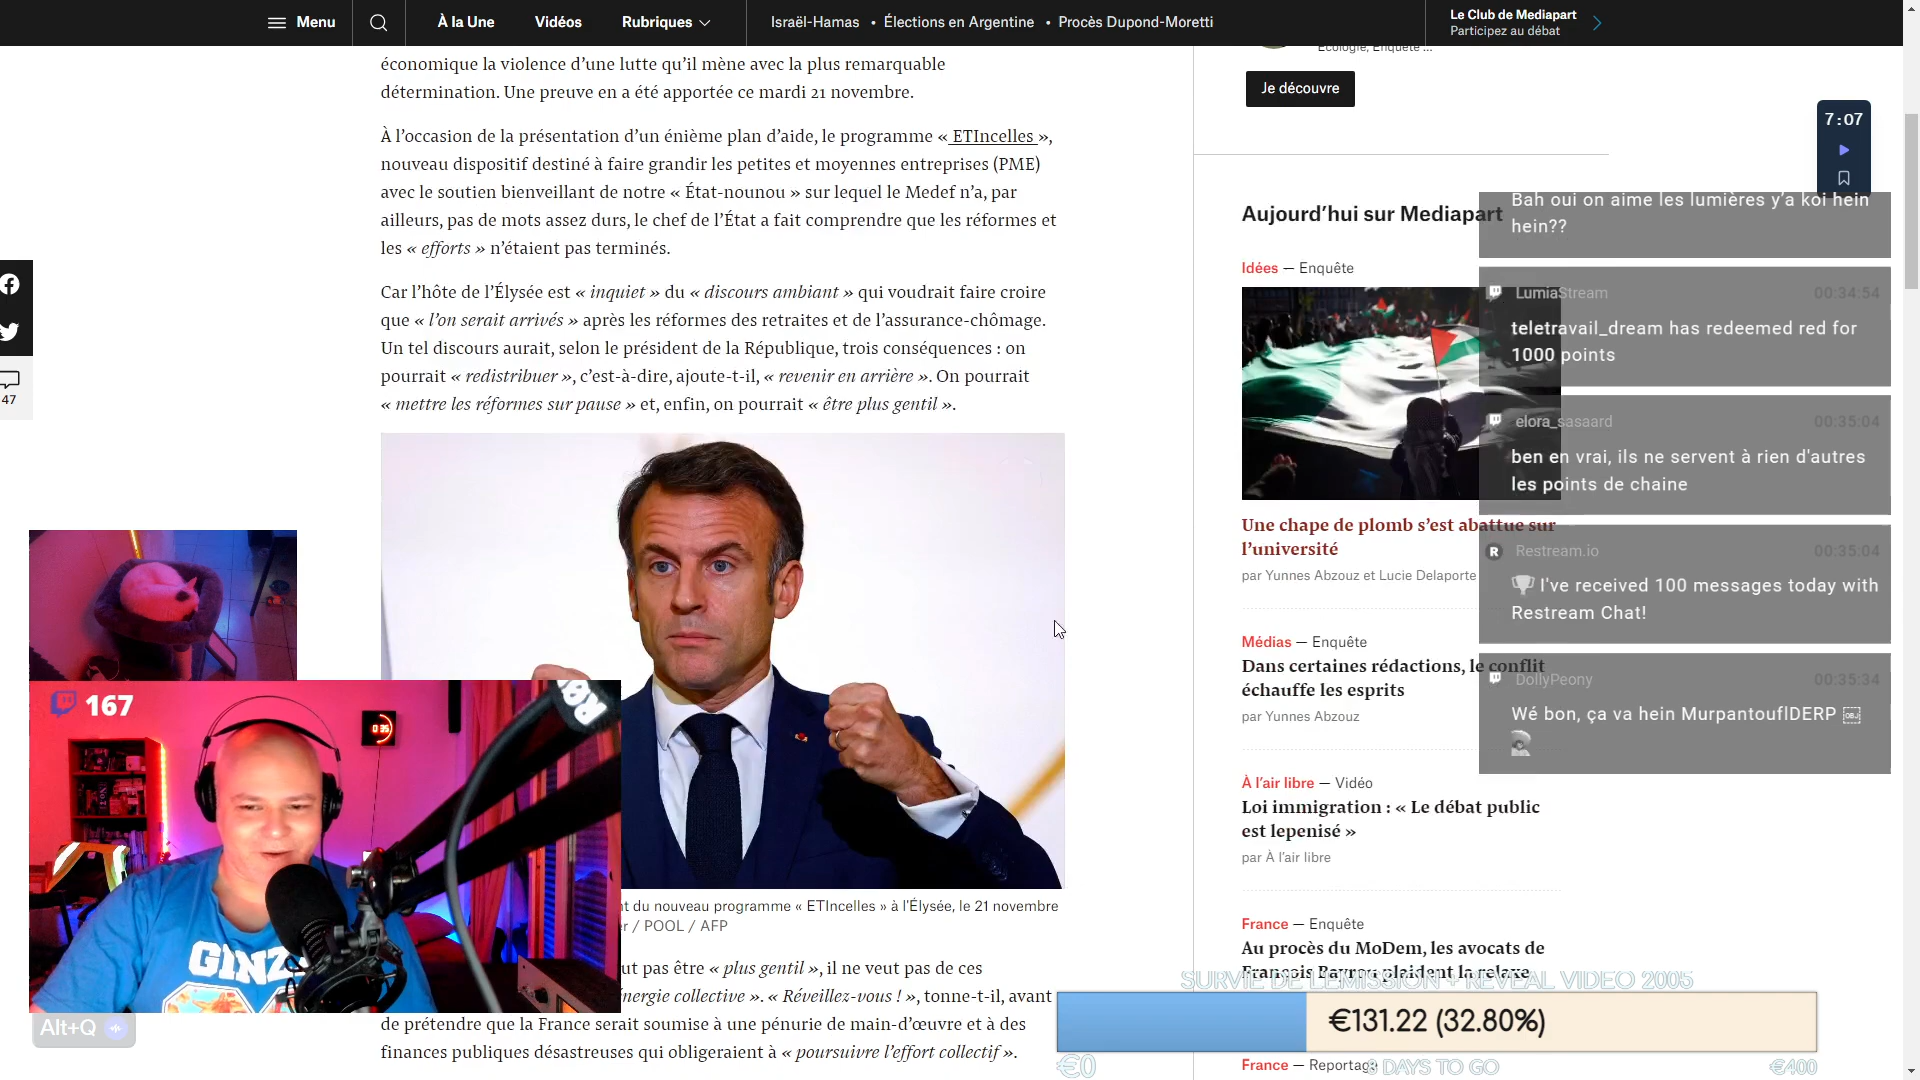 Menu
À la Une
Vidéos
Rubriques
Israël-Hamas • Élections en Argentine • Procès Dupond-Moretti
Le Club de Mediapart
Participez au débat
économique la violence d’une lutte qu’il mène avec la plus remarquable
détermination. Une preuve en a été apportée ce mardi 21 novembre.
À l’occasion de la présentation d’un énième plan d’aide, le programme « ETIncelles »,
nouveau dispositif destiné à faire grandir les petites et moyennes entreprises (PME)
avec le soutien bienveillant de notre « État-nounou » sur lequel le Medef n’a, par
ailleurs, pas de mots assez durs, le chef de l’État a fait comprendre que les réformes et
les « efforts » n’étaient pas terminés.
Car l’hôte de l’Élysée est « inquiet » du « discours ambiant » qui voudrait faire croire
que « l’on serait arrivés » après les réformes des retraites et de l’assurance-chômage.
Un tel discours aurait, selon le président de la République, trois conséquences : on
pourrait « redistribuer », c’est-à-dire, ajoute-t-il, « revenir en arrière ». On pourrait
« mettre les réformes sur pause » et, enfin, on pourrait « être plus gentil ».
47
167
GINZ
t du nouveau programme « ETIncelles » à l’Élysée, le 21 novembre
/ POOL / AFP
ut pas être « plus gentil », il ne veut pas de ces
énergie collective ». « Réveillez-vous ! », tonne-t-il, avant
de prétendre que la France serait soumise à une pénurie de main-d’œuvre et à des
finances publiques désastreuses qui obligeraient à « poursuivre l’effort collectif ».
Alt+Q
Écologie, Enquête ...
Je découvre
Aujourd’hui sur Mediapart
Idées — Enquête
Une chape de plomb s’est abattue sur
l’université
par Yunnes Abzouz et Lucie Delaporte
Médias — Enquête
Dans certaines rédactions, le conflit
échauffe les esprits
par Yunnes Abzouz
À l’air libre — Vidéo
Loi immigration : « Le débat public
est lepenisé »
par À l’air libre
France — Enquête
Au procès du MoDem, les avocats de
François Bayrou plaident la relaxe
France — Reportage
7:07
Bah oui on aime les lumières y’a koi hein
hein??
LumiaStream 00:34:54
teletravail_dream has redeemed red for
1000 points
elora_sasaard 00:35:04
ben en vrai, ils ne servent à rien d'autres
les points de chaine
Restream.io 00:35:04
🏆 I've received 100 messages today with
Restream Chat!
DollyPeony 00:35:34
Wé bon, ça va hein MurpantouflDERP
SURVIE DE L'EMISSION + REVEAL VIDEO 2005
€131.22 (32.80%)
€0
DAYS TO GO
€400